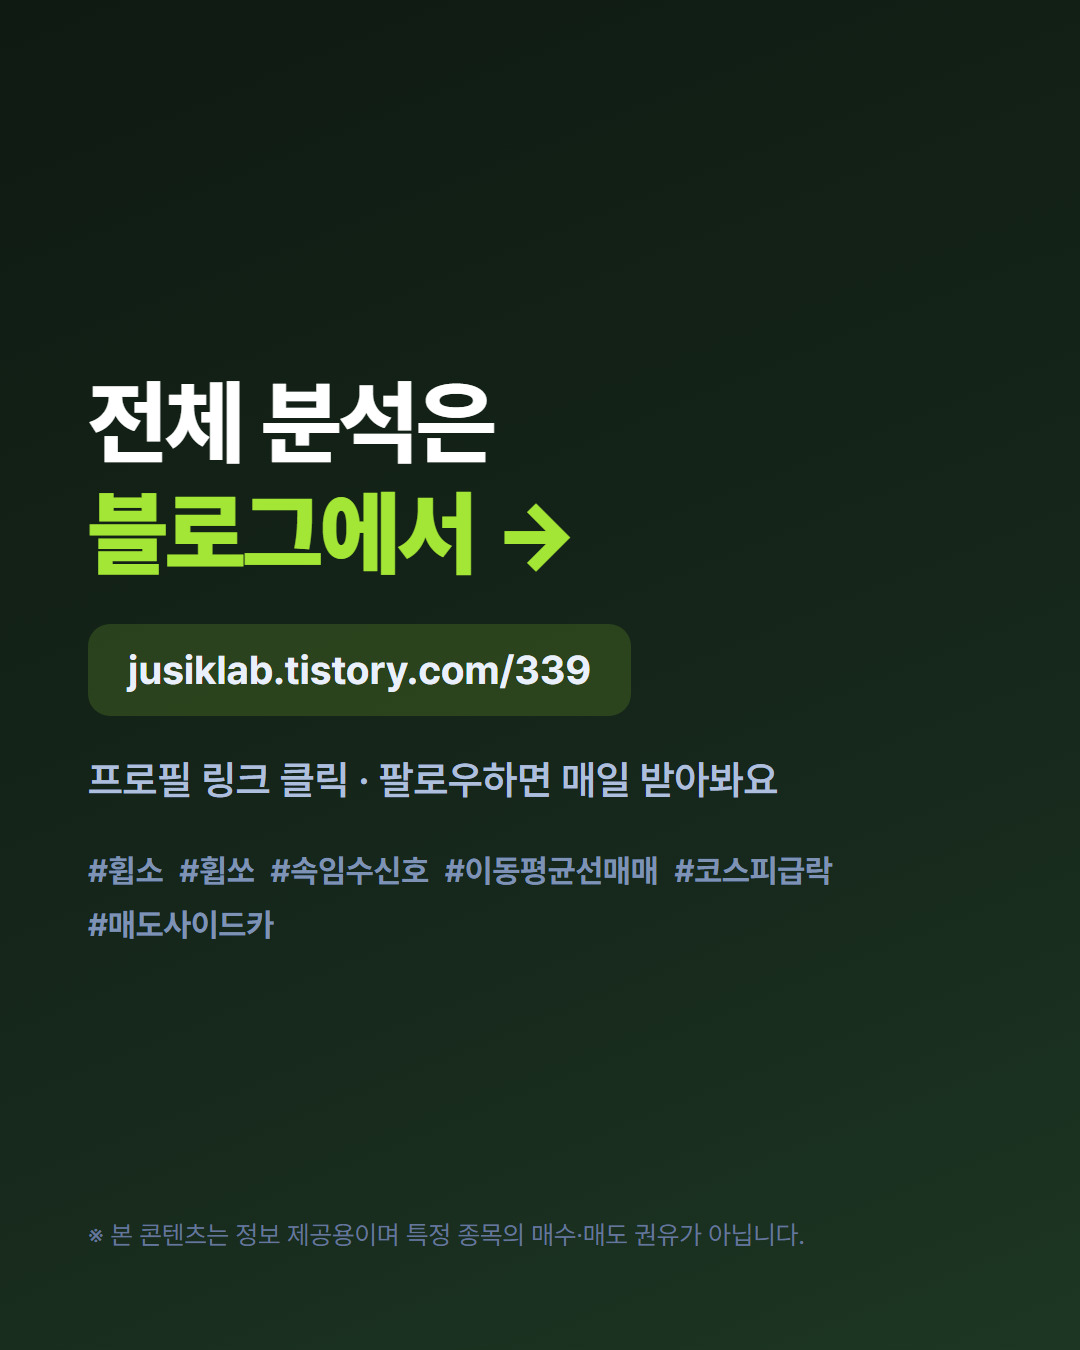 전체 분석은
블로그에서 →
jusiklab.tistory.com/339
프로필 링크 클릭 · 팔로우하면 매일 받아봐요
#휩소 #휩쏘 #속임수신호 #이동평균선매매 #코스피급락
#매도사이드카
※ 본 콘텐츠는 정보 제공용이며 특정 종목의 매수·매도 권유가 아닙니다.